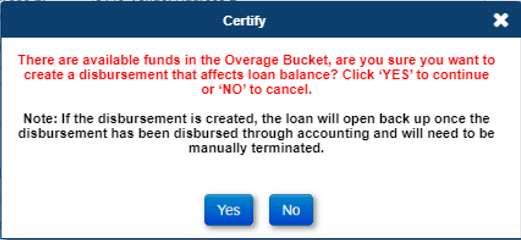 Certify
There are available funds in the Overage Bucket, are you sure you want to
create a disbursement that affects loan balance? Click ‘YES’ to continue
or ‘NO’ to cancel.
Note: If the disbursement is created, the loan will open back up once the
disbursement has been disbursed through accounting and will need to be
manually terminated.
Yes No